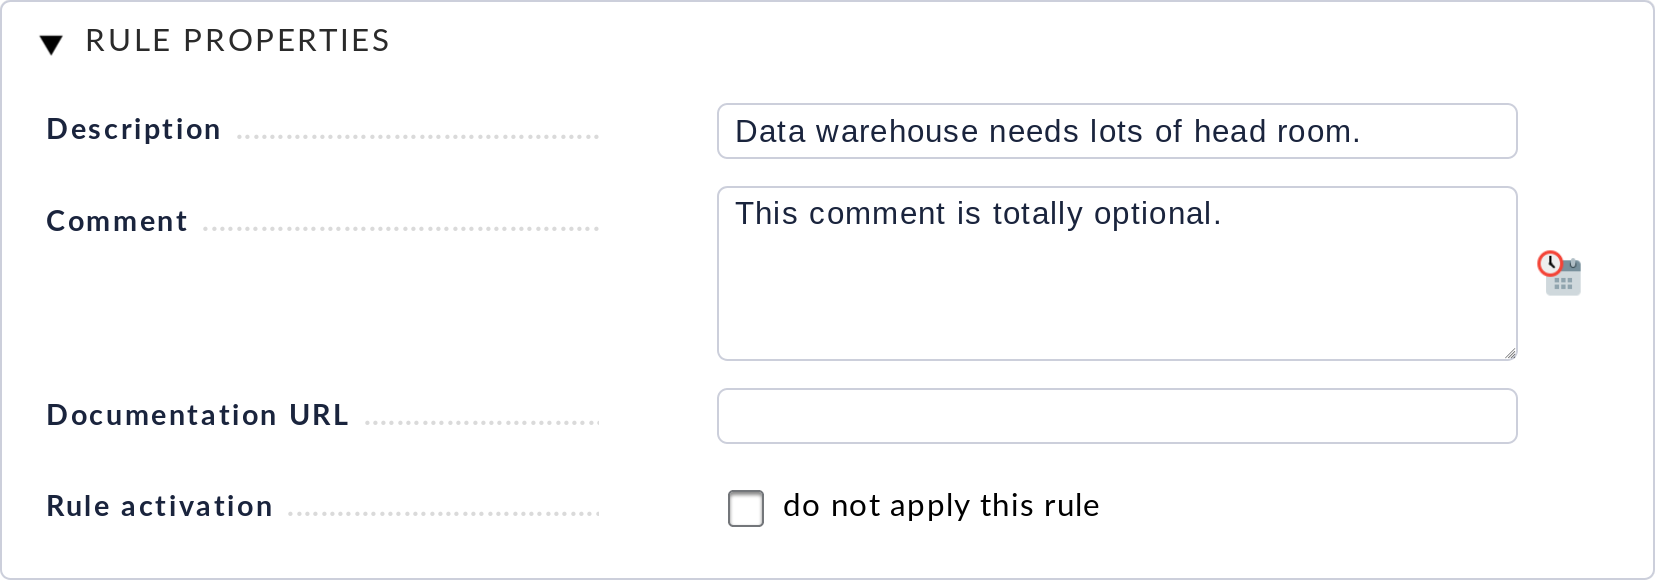 RULE PROPERTIES
Description
Data warehouse needs lots of head room.
Comment
This comment is totally optional.
Documentation URL
Rule activation
do not apply this rule